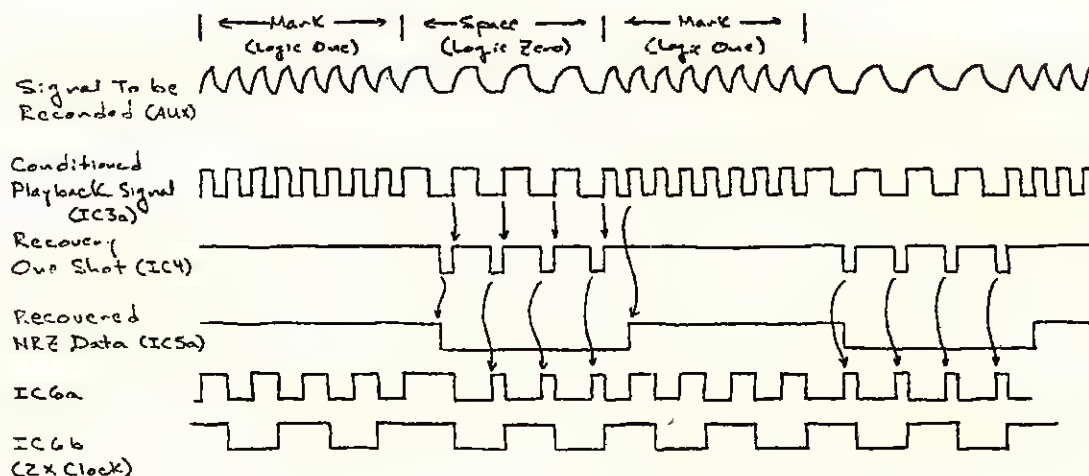 |← Mark →|← Space →|← Mark →|
(Logic One) (Logic Zero) (Logic One)
Signal To be
Recorded (AUX)
Conditioned
Playback Signal
(IC3a)
Recovery
One Shot (IC4)
Recovered
NRZ Data (IC5a)
IC6a
IC6b
(2x Clock)